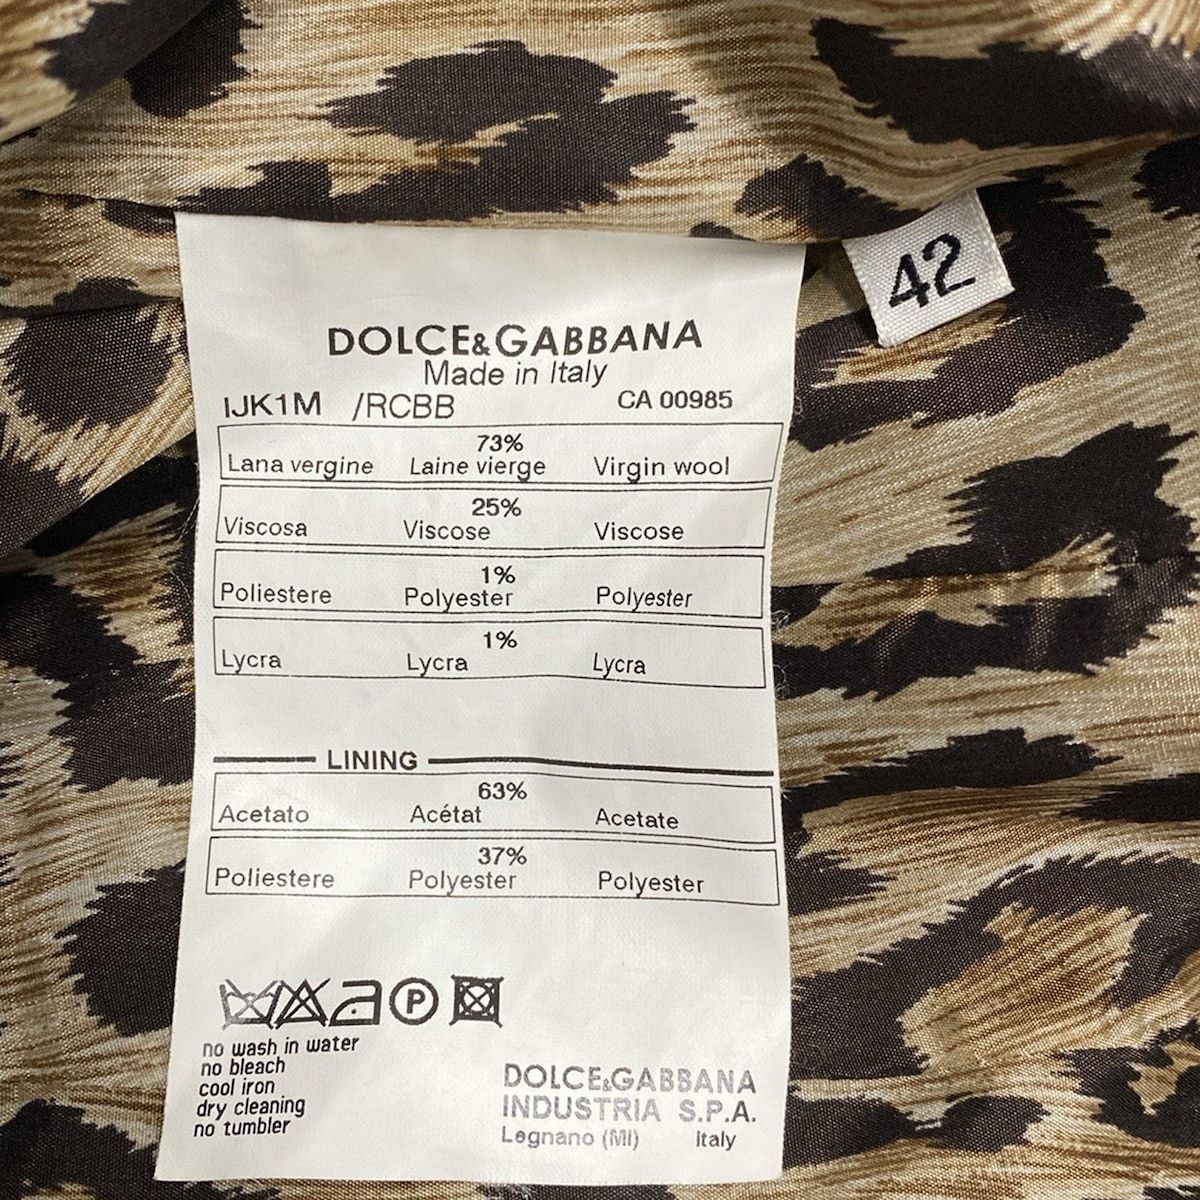 42
DOLCE&GABBANA
Made in Italy
IJK1M /RCBB CA 00985
73%
Lana vergine Laine vierge Virgin wool
25%
Viscosa Viscose Viscose
1%
Poliestere Polyester Polyester
1%
Lycra Lycra Lycra
LINING
63%
Acetato Acétat Acetate
37%
Poliestere Polyester Polyester
P
no wash in water
no bleach
cool iron
dry cleaning
no tumbler
DOLCE&GABBANA
INDUSTRIA S.P.A.
Legnano (MI) Italy